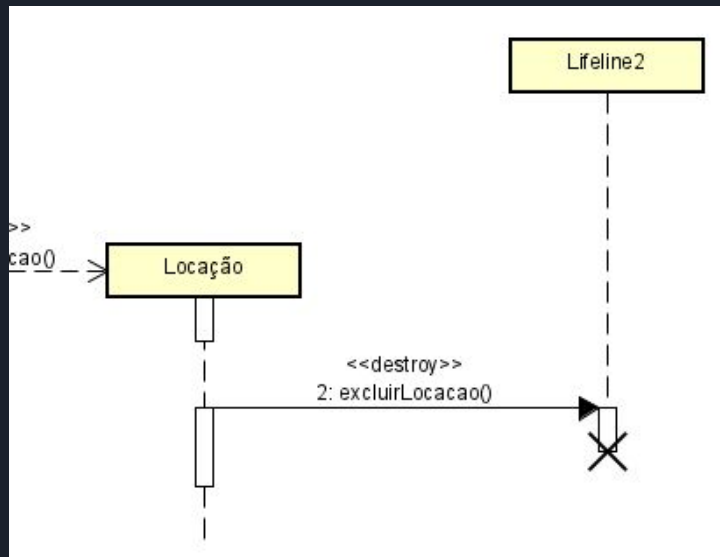 Lifeline2
>>
cao()
Locação
<<destroy>>
2: excluirLocacao()